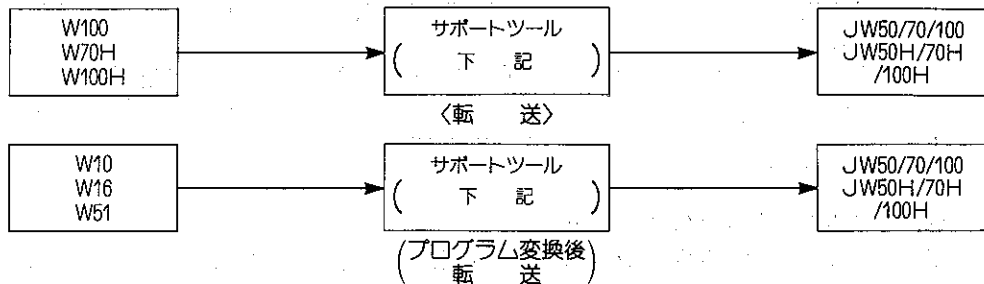 W100
W70H
W100H
サポートツール
(下 記)
〈転 送〉
JW50/70/100
JW50H/70H
/100H
W10
W16
W51
サポートツール
(下 記)
(プログラム変換後
転 送)
JW50/70/100
JW50H/70H
/100H